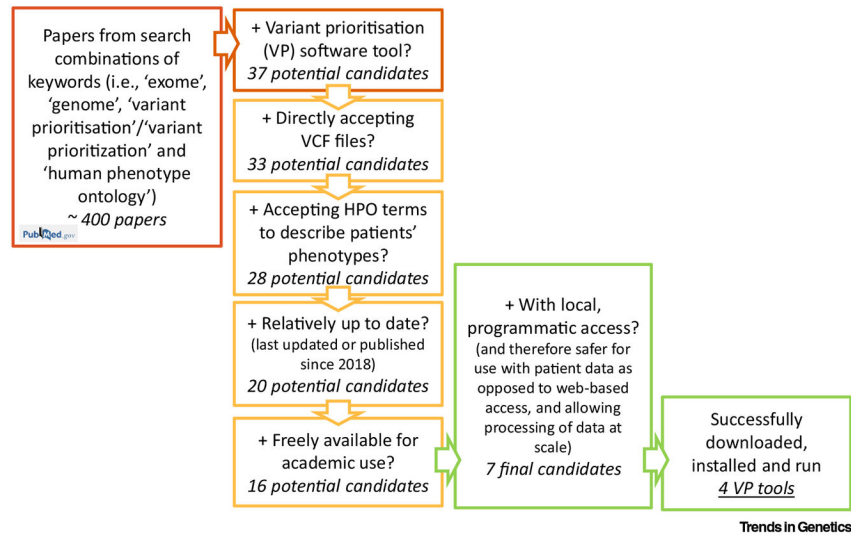 Papers from search
combinations of
keywords (i.e., ‘exome’,
‘genome’, ‘variant
prioritisation’/‘variant
prioritization’ and
‘human phenotype
ontology’)
~ 400 papers
PubMed.gov
+ Variant prioritisation
(VP) software tool?
37 potential candidates
+ Directly accepting
VCF files?
33 potential candidates
+ Accepting HPO terms
to describe patients’
phenotypes?
28 potential candidates
+ Relatively up to date?
(last updated or published
since 2018)
20 potential candidates
+ Freely available for
academic use?
16 potential candidates
+ With local,
programmatic access?
(and therefore safer for
use with patient data as
opposed to web-based
access, and allowing
processing of data at
scale)
7 final candidates
Successfully
downloaded,
installed and run
4 VP tools
Trends in Genetics